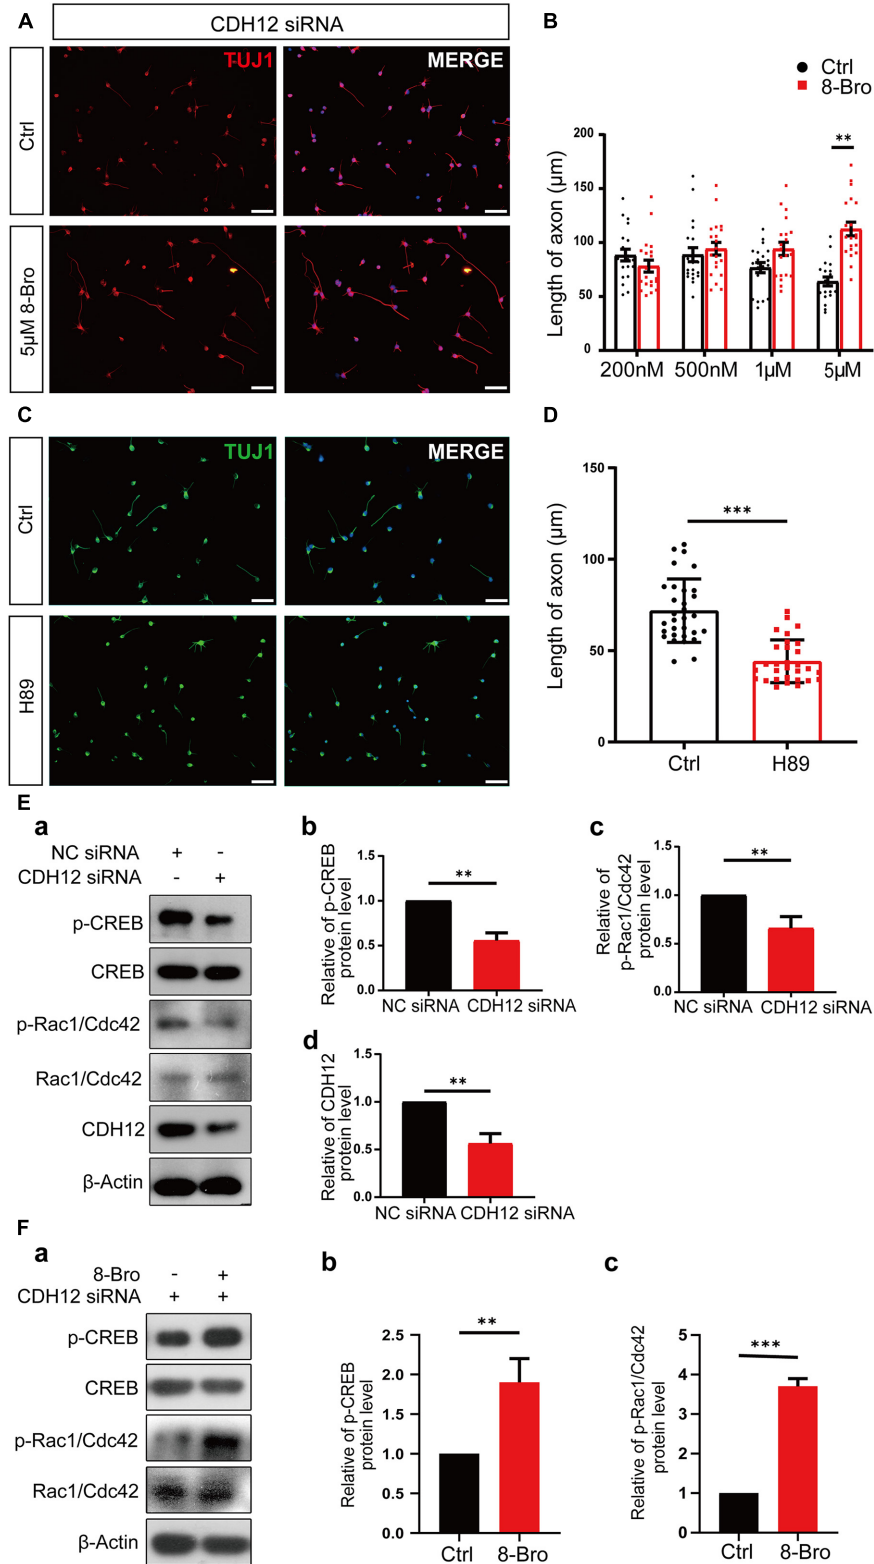 A
CDH12 siRNA
Ctrl
TUJ1
MERGE
5μM 8-Bro
B
Ctrl
8-Bro
Length of axon (μm)
200
150
100
50
0
**
200nM
500nM
1μM
5μM
C
Ctrl
TUJ1
MERGE
H89
D
Length of axon (μm)
150
100
50
0
***
Ctrl
H89
E
a
NC siRNA + -
CDH12 siRNA - +
p-CREB
CREB
p-Rac1/Cdc42
Rac1/Cdc42
CDH12
β-Actin
b
Relative of p-CREB
protein level
1.5
1.0
0.5
0.0
**
NC siRNA
CDH12 siRNA
c
Relative of
p-Rac1/Cdc42
protein level
1.5
1.0
0.5
0.0
**
NC siRNA
CDH12 siRNA
d
Relative of CDH12
protein level
1.5
1.0
0.5
0.0
**
NC siRNA
CDH12 siRNA
F
a
8-Bro - +
CDH12 siRNA + +
p-CREB
CREB
p-Rac1/Cdc42
Rac1/Cdc42
β-Actin
b
Relative of p-CREB
protein level
2.5
2.0
1.5
1.0
0.5
0.0
**
Ctrl
8-Bro
c
Relative of p-Rac1/Cdc42
protein level
5
4
3
2
1
0
***
Ctrl
8-Bro